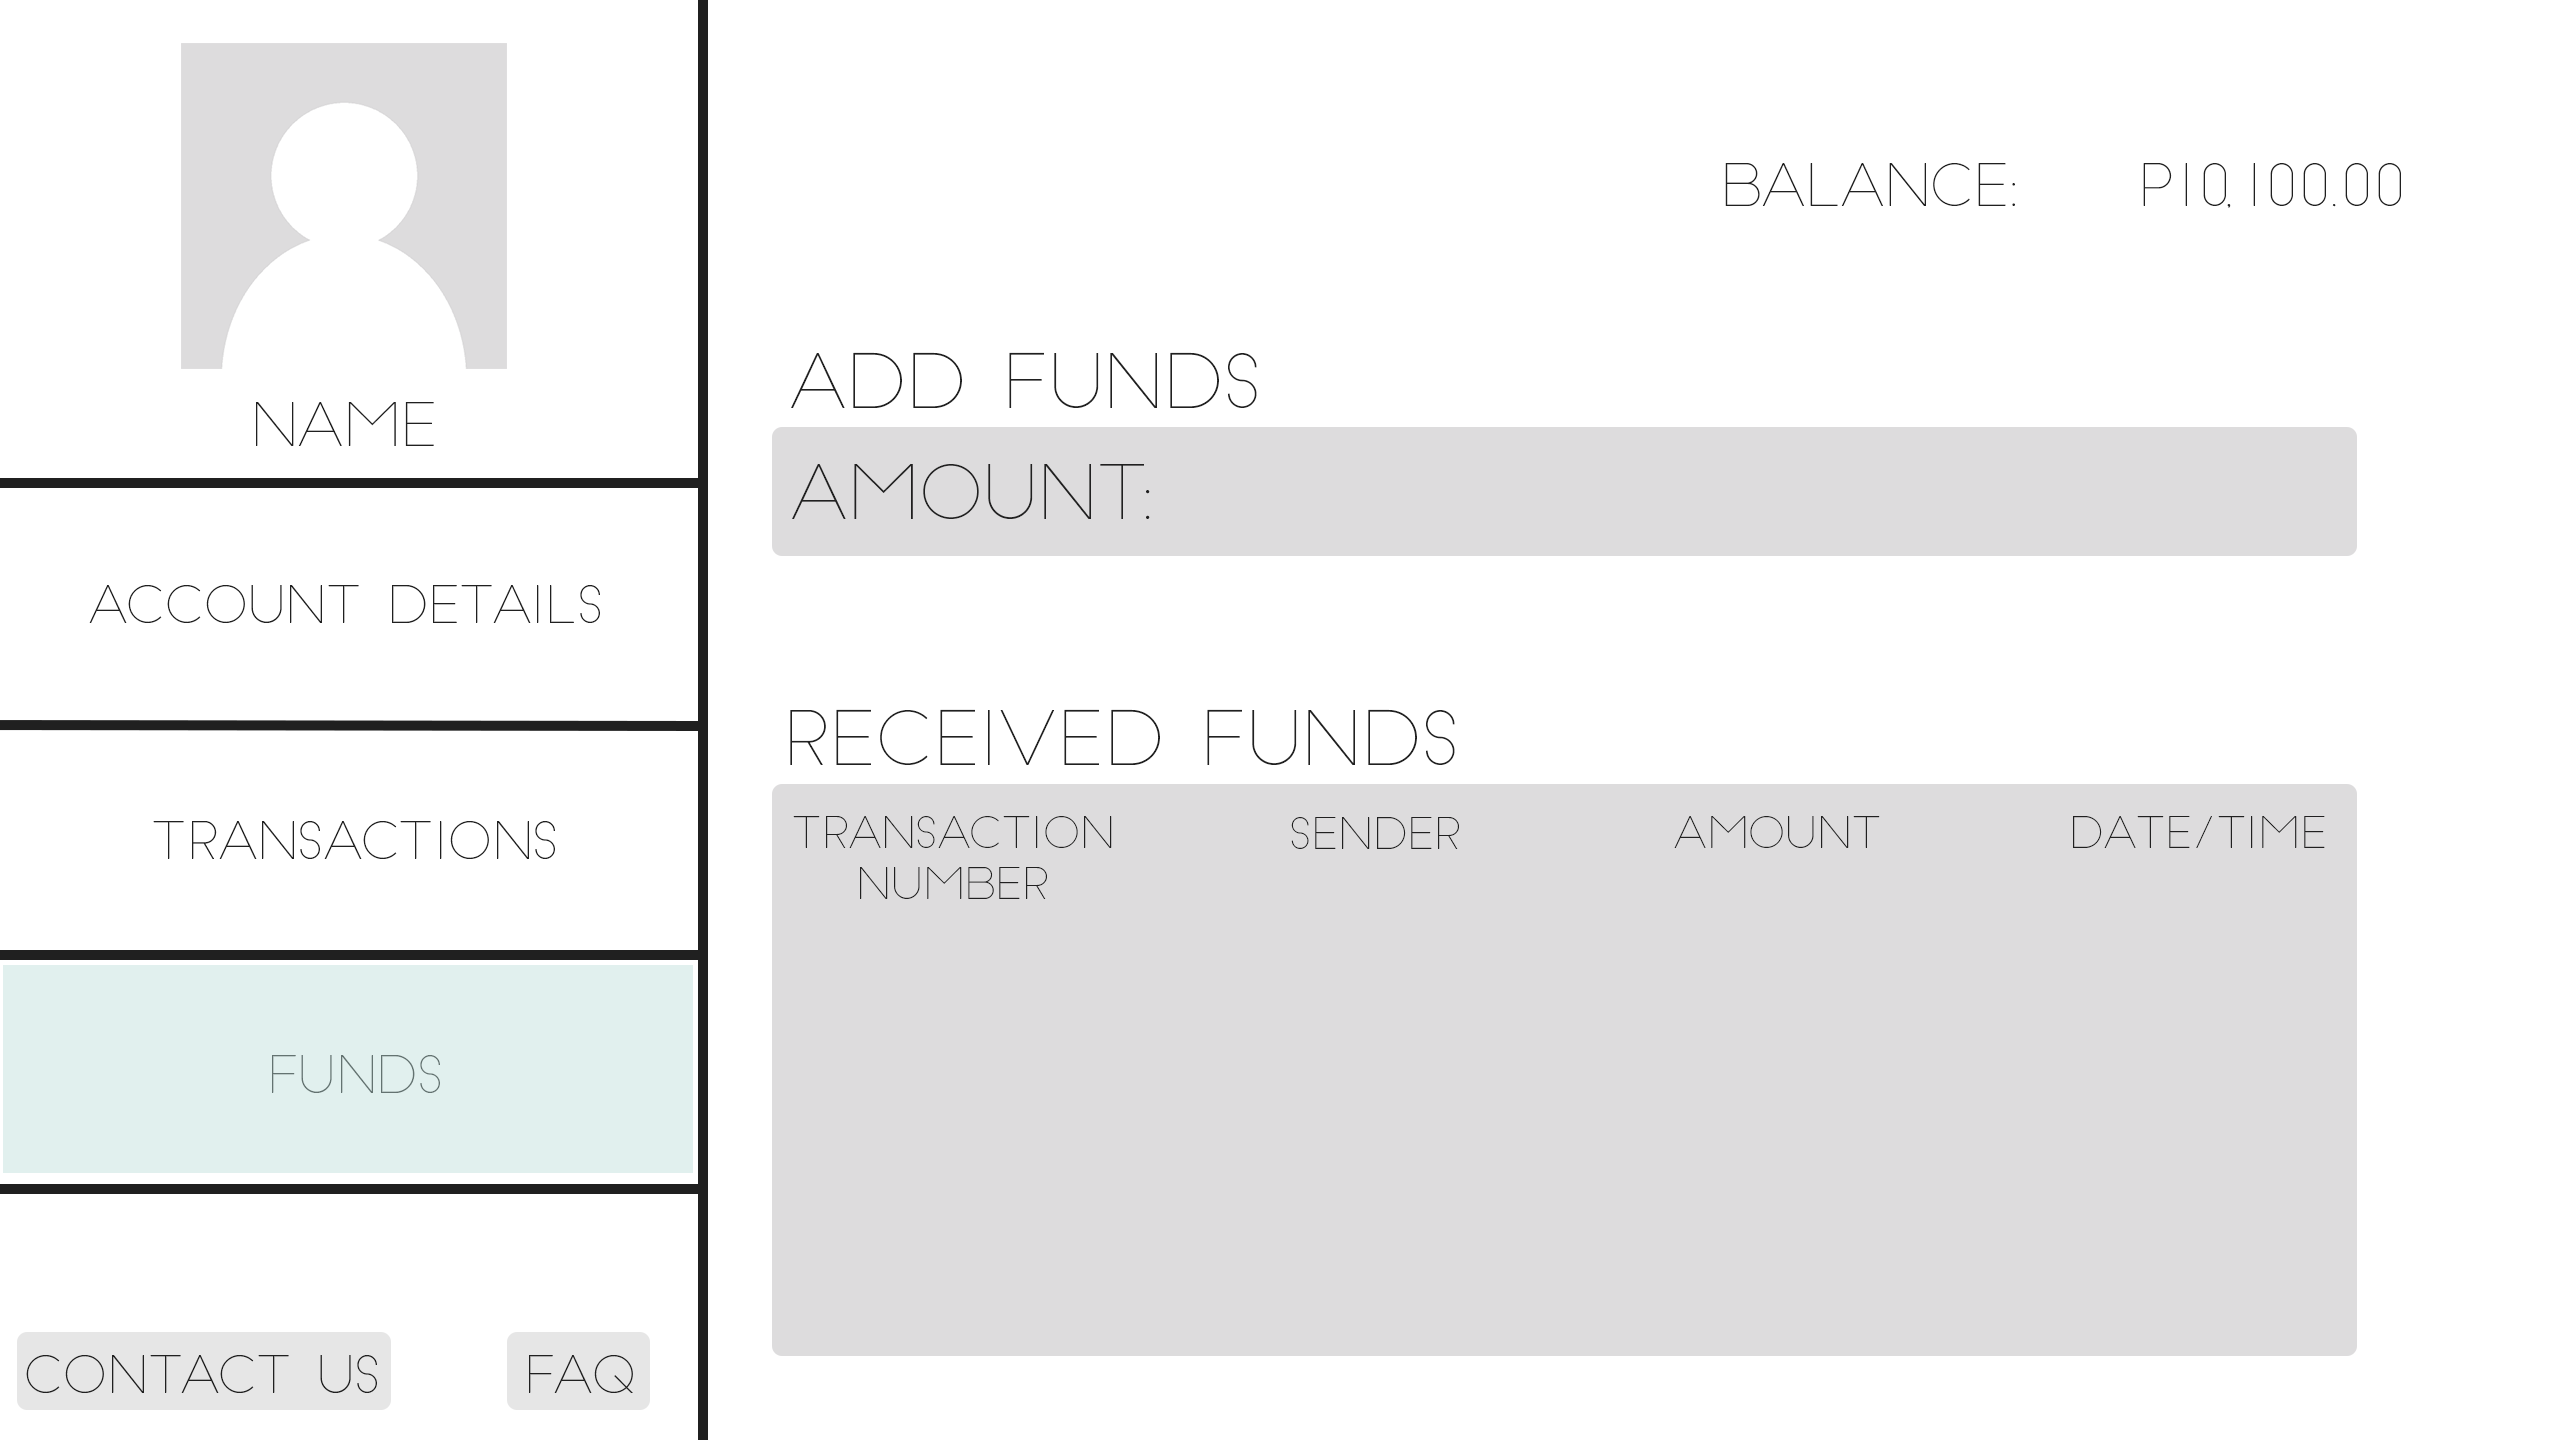 NAME
ACCOUNT DETAILS
TRANSACTIONS
FUNDS
CONTACT US
FAQ
BALANCE: P10,100.00
ADD FUNDS
AMOUNT:
RECEIVED FUNDS
TRANSACTION NUMBER
SENDER
AMOUNT
DATE/TIME